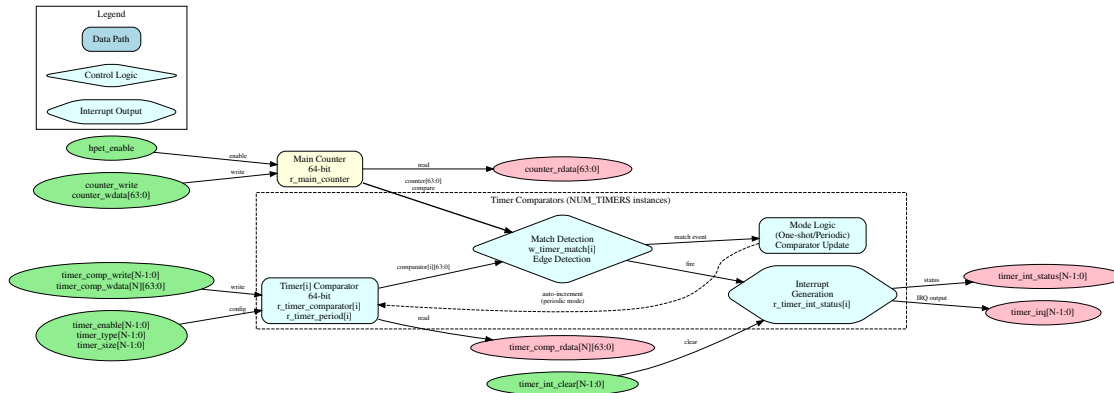 Legend
Data Path
Control Logic
Interrupt Output
hpet_enable
enable
counter_write
counter_wdata[63:0]
write
Main Counter
64-bit
r_main_counter
read
counter_rdata[63:0]
counter[63:0]
compare
Timer Comparators (NUM_TIMERS instances)
Match Detection
w_timer_match[i]
Edge Detection
match event
Mode Logic
(One-shot/Periodic)
Comparator Update
fire
timer_comp_write[N-1:0]
timer_comp_wdata[N][63:0]
write
timer_enable[N-1:0]
timer_type[N-1:0]
timer_size[N-1:0]
config
Timer[i] Comparator
64-bit
r_timer_comparator[i]
r_timer_period[i]
comparator[i][63:0]
auto-increment
(periodic mode)
read
timer_comp_rdata[N][63:0]
Interrupt
Generation
r_timer_int_status[i]
status
timer_int_status[N-1:0]
IRQ output
timer_irq[N-1:0]
clear
timer_int_clear[N-1:0]